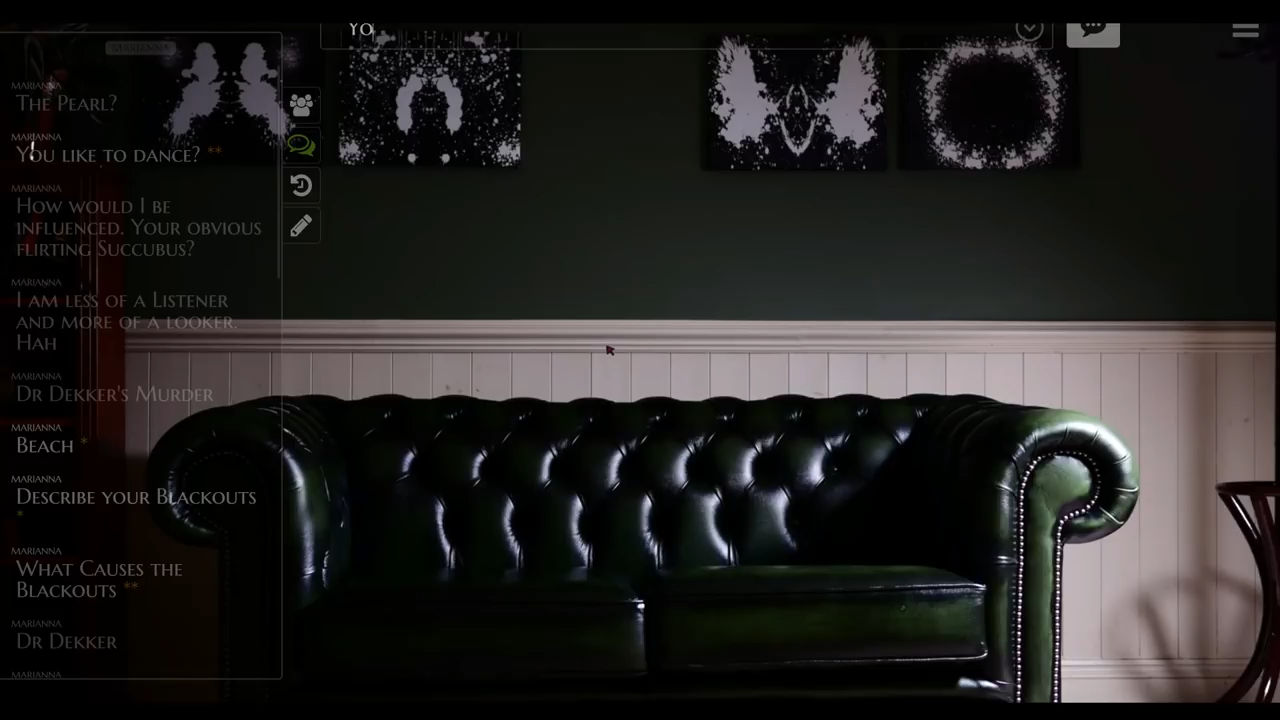 YO
MARIANNA
MARIANNA
THE PEARL?
MARIANNA
YOU LIKE TO DANCE? **
MARIANNA
HOW WOULD I BE
INFLUENCED. YOUR OBVIOUS
FLIRTING SUCCUBUS?
MARIANNA
I AM LESS OF A LISTENER
AND MORE OF A LOOKER.
HAH
MARIANNA
DR DEKKER'S MURDER
MARIANNA
BEACH *
MARIANNA
DESCRIBE YOUR BLACKOUTS
*
MARIANNA
WHAT CAUSES THE
BLACKOUTS **
MARIANNA
DR DEKKER
MARIANNA